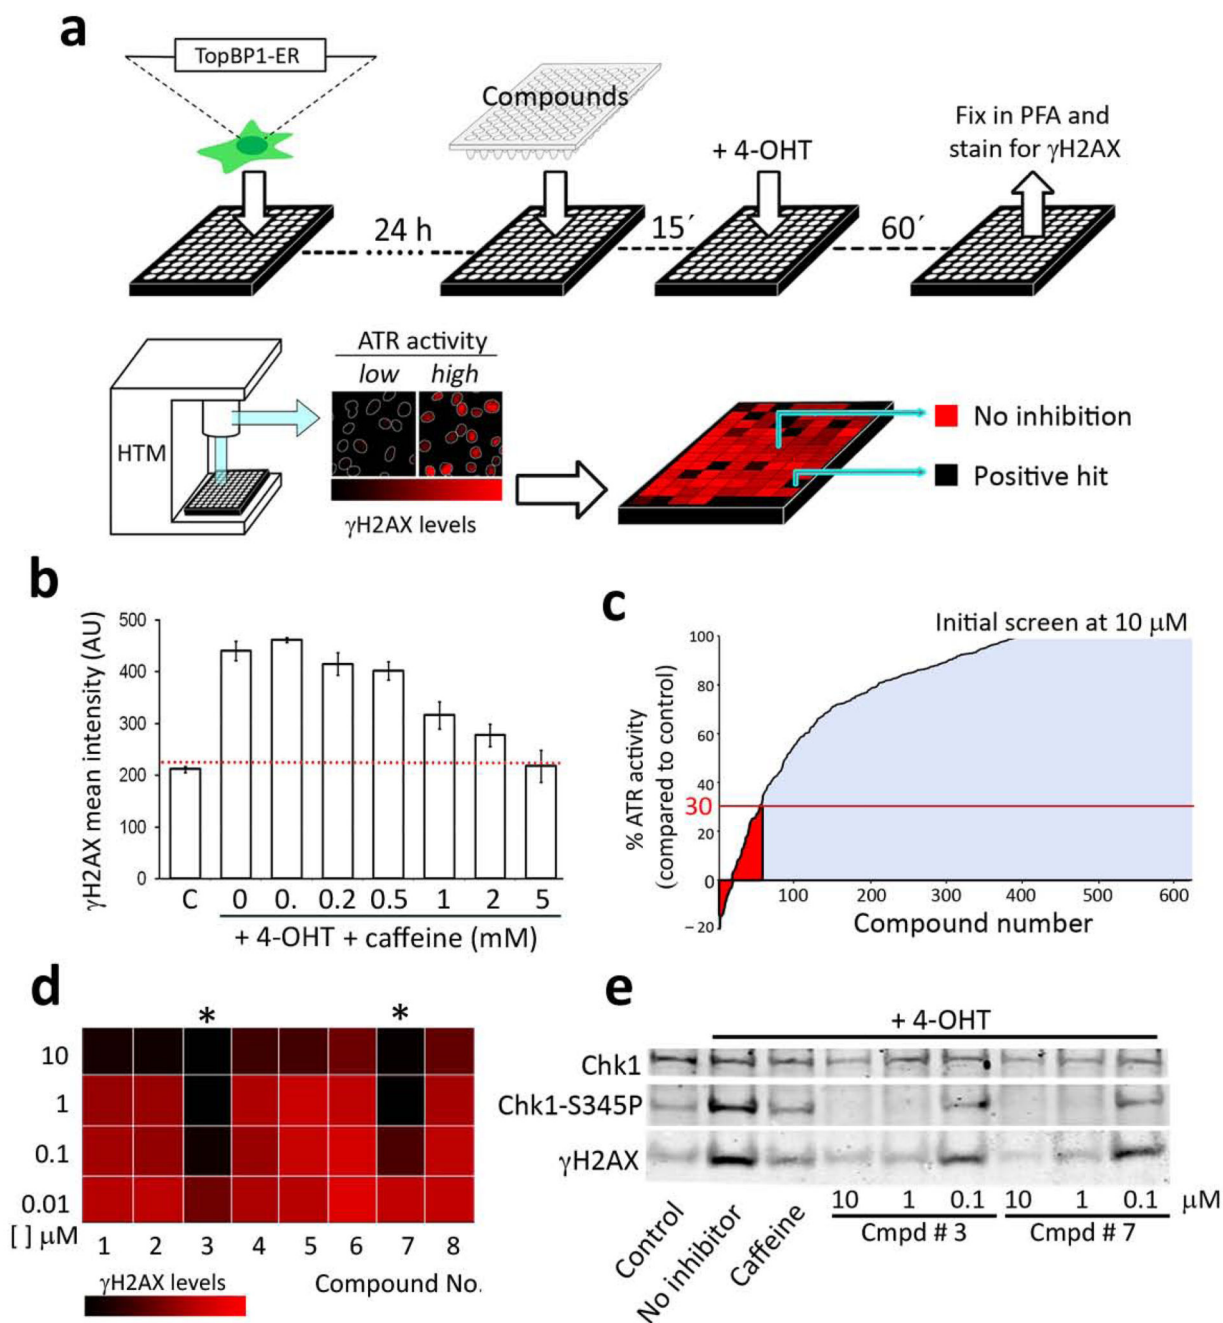 a
TopBP1-ER
Compounds
+ 4-OHT
Fix in PFA and
stain for γH2AX
24 h
15´
60´
HTM
ATR activity
low high
γH2AX levels
No inhibition
Positive hit
b
γH2AX mean intensity (AU)
500
400
300
200
100
0
C 0 0. 0.2 0.5 1 2 5
+ 4-OHT + caffeine (mM)
c
Initial screen at 10 μM
% ATR activity
(compared to control)
100
80
60
40
30
20
0
−20
100 200 300 400 500 600
Compound number
d
* *
10
1
0.1
0.01
[ ] μM
1 2 3 4 5 6 7 8
γH2AX levels
Compound No.
e
+ 4-OHT
Chk1
Chk1-S345P
γH2AX
Control
No inhibitor
Caffeine
10 1 0.1 10 1 0.1 μM
Cmpd # 3 Cmpd # 7